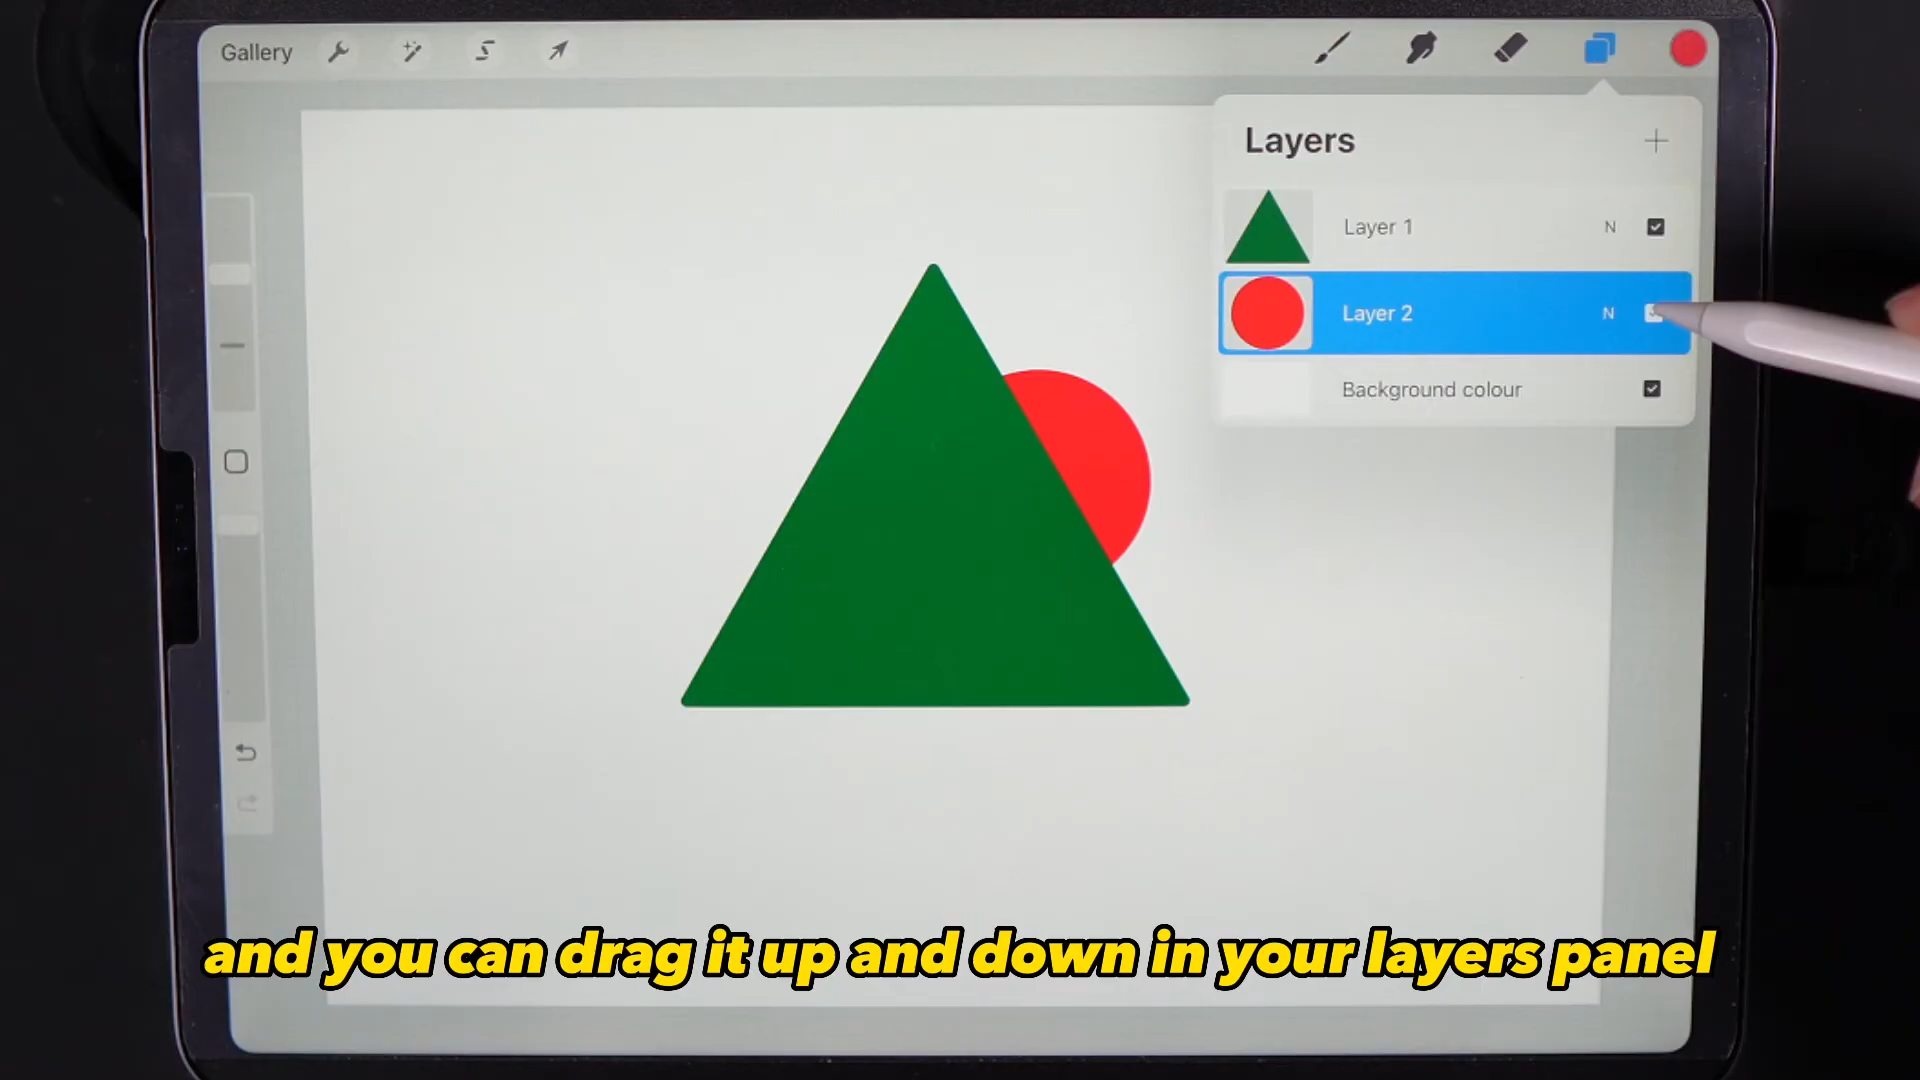 Gallery
Layers
Layer 1 N
Layer 2 N
Background colour
and you can drag it up and down in your layers panel